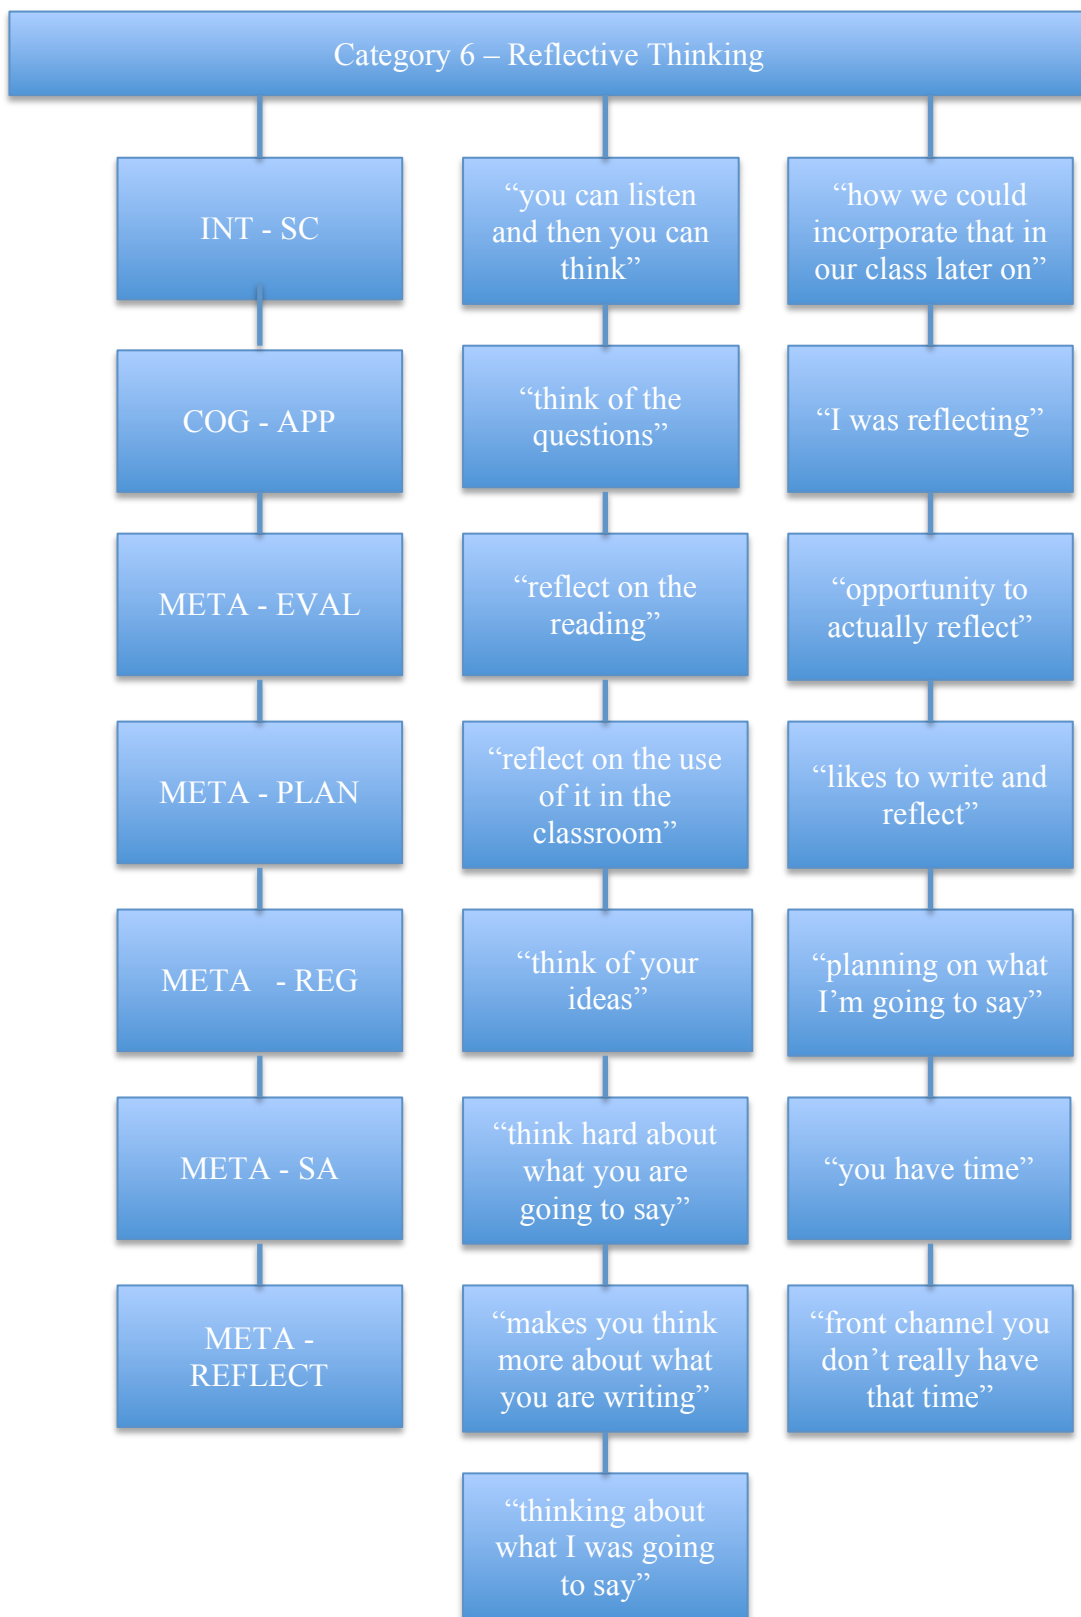 Category 6 – Reflective Thinking
INT - SC
COG - APP
META - EVAL
META - PLAN
META   - REG
META - SA
META -
REFLECT
“you can listen
and then you can
think”
“think of the
questions”
“reflect on the
reading”
“reflect on the use
of it in the
classroom”
“think of your
ideas”
“think hard about
what you are
going to say”
“makes you think
more about what
you are writing”
“thinking about
what I was going
to say”
“how we could
incorporate that in
our class later on”
“I was reflecting”
“opportunity to
actually reflect”
“likes to write and
reflect”
“planning on what
I’m going to say”
“you have time”
“front channel you
don’t really have
that time”